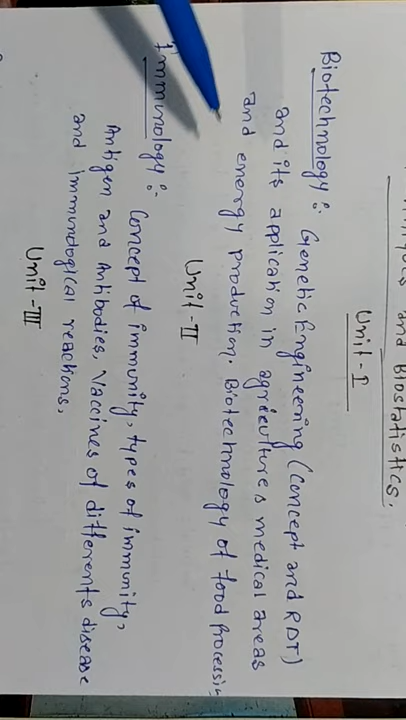 and Biostatistics.
Unit-I
Biotechnology :- Genetic Engineering (Concept and RDT)
and its application in agriculture & medical areas
and energy production. Biotechnology of food Processin
Unit-II
Immunology :- Concept of immunity, types of immunity,
Antigen and Antibodies, Vaccines of differents disease
and immunological reactions.
Unit-III